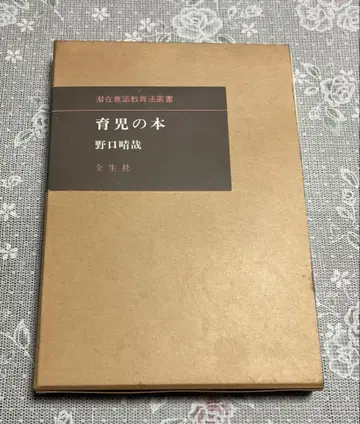 潜在意識教育法叢書
育児の本
野口晴哉
全生社